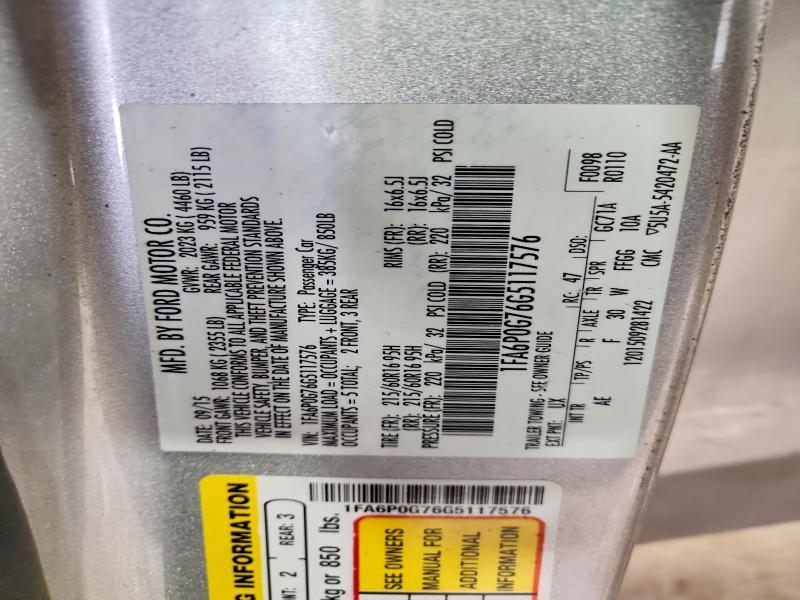 MFD. BY FORD MOTOR CO.
DATE: 09/15 GVWR: 2023 KG ( 4460 LB)
FRONT GAWR: 1068 KG ( 2355 LB) REAR GAWR: 959 KG ( 2115 LB)
THIS VEHICLE CONFORMS TO ALL APPLICABLE FEDERAL MOTOR
VEHICLE SAFETY, BUMPER, AND THEFT PREVENTION STANDARDS
IN EFFECT ON THE DATE OF MANUFACTURE SHOWN ABOVE.
VIN: 1FA6P0G76G5117576 TYPE: Passenger Car
MAXIMUM LOAD = OCCUPANTS + LUGGAGE = 385KG/850LB
OCCUPANTS = 5 TOTAL; 2 FRONT, 3 REAR
TIRE (FR): 215/60R16 95H RIMS (FR): 16x6.5J
(RR): 215/60R16 95H (RR): 16x6.5J
PRESSURE (FR): 220 kPa/ 32 PSI COLD (RR): 220 kPa/ 32 PSI COLD
1FA6P0G76G5117576
TRAILER TOWING - SEE OWNER GUIDE F0098
EXT PNT: UX RC: 47 DSO: R0110
INT TR TP/PS R AXLE TR SPR GC71A
AE F 30 W FFGG 10A
12015092814​22 CMC ▽5U5A-5420472-AA
1FA6P0G76G5117576
G INFORMATION
NT: 2 REAR: 3
kg or 850 lbs.
SEE OWNERS
MANUAL FOR
ADDITIONAL
INFORMATION